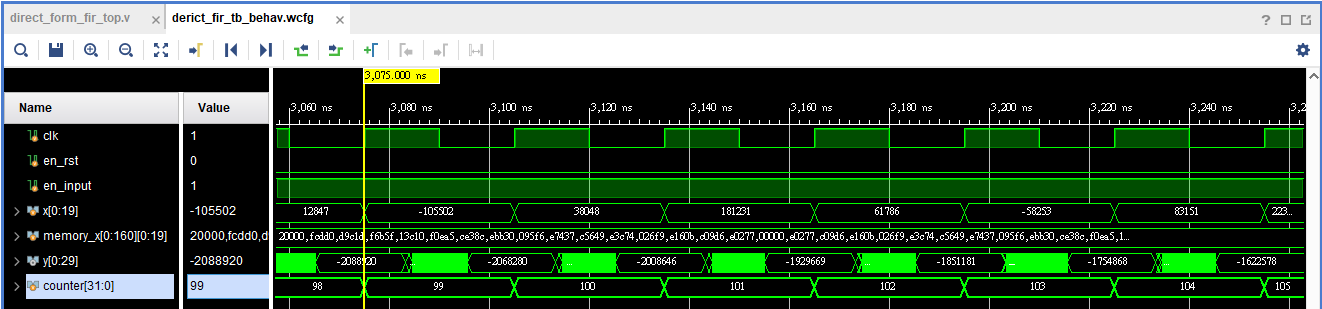 direct_form_fir_top.v × derict_fir_tb_behav.wcfg × ?
3,075.000 ns
Name Value 3,060 ns 3,080 ns 3,100 ns 3,120 ns 3,140 ns 3,160 ns 3,180 ns 3,200 ns 3,220 ns 3,240 ns 3,2
clk 1
en_rst 0
en_input 1
x[0:19] -105502 12847 -105502 38048 181231 61786 -58253 83151 223...
memory_x[0:160][0:19] 20000,fcdd0,d 20000,fcdd0,d9c1d,f6b5f,13c10,f0ea5,ce38c,ebb30,095f6,e7437,c5649,e3c74,026f9,e160b,c09d6,e0277,00000,e0277,c09d6,e160b,026f9,e3c74,c5649,e7437,095f6,ebb30,ce38c,f0ea5,1...
y[0:29] -2088920 -2088920 ... -2068280 -2008646 -1929669 -1851181 ... -1754868 ... -1622578
counter[31:0] 99 98 99 100 101 102 103 104 105